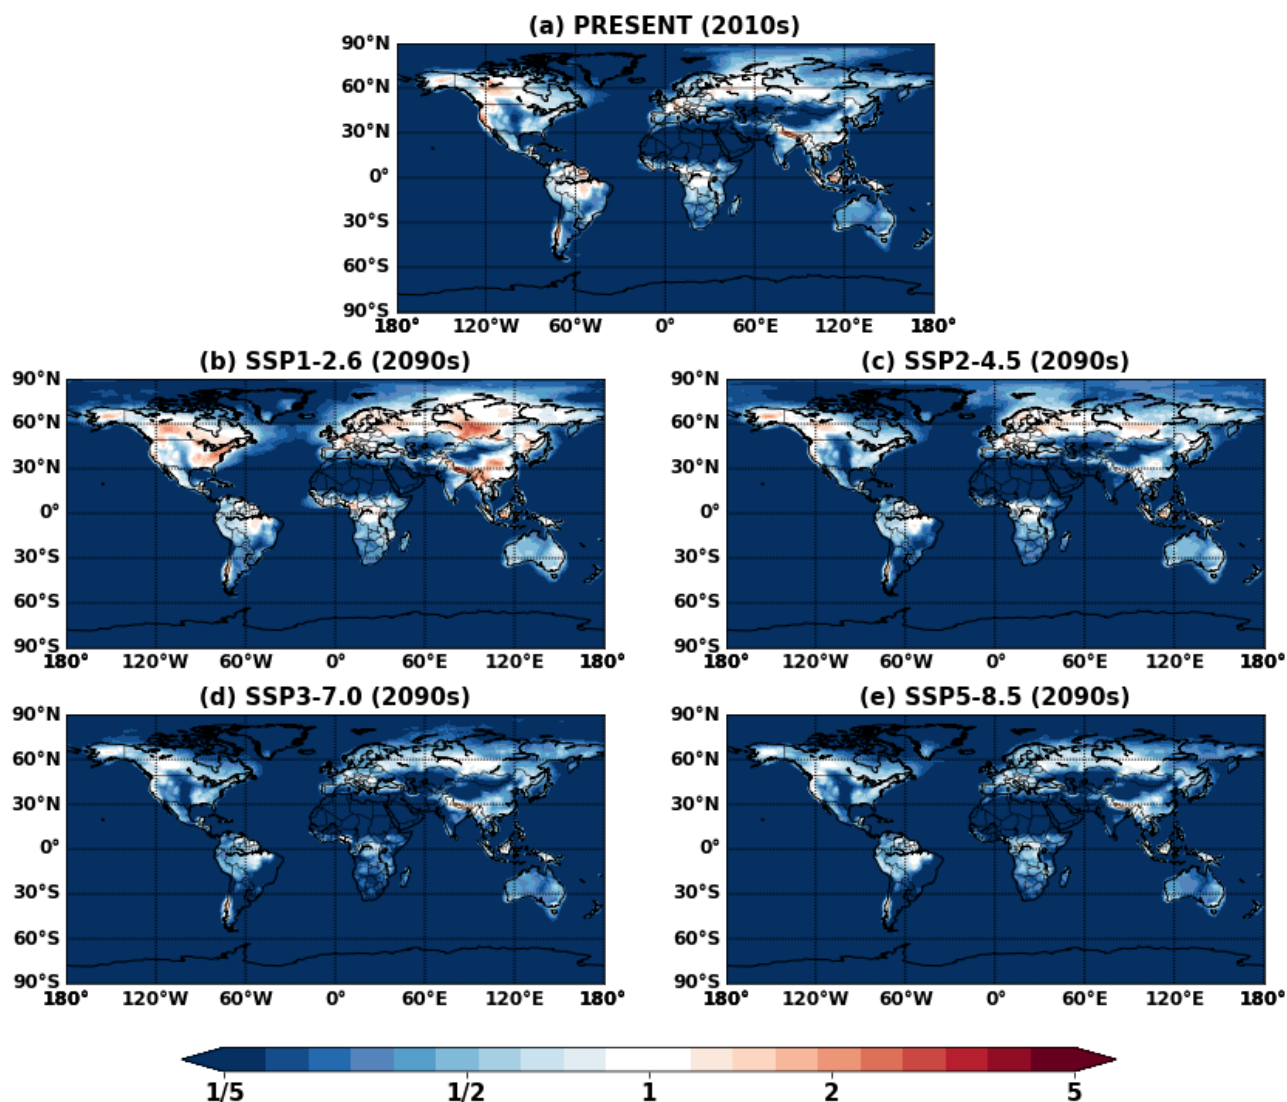 (a) PRESENT (2010s)
90°N
60°N
30°N
0°
30°S
60°S
90°S
180° 120°W 60°W 0° 60°E 120°E 180°
(b) SSP1-2.6 (2090s)
90°N
60°N
30°N
0°
30°S
60°S
90°S
180° 120°W 60°W 0° 60°E 120°E 180°
(c) SSP2-4.5 (2090s)
90°N
60°N
30°N
0°
30°S
60°S
90°S
180° 120°W 60°W 0° 60°E 120°E 180°
(d) SSP3-7.0 (2090s)
90°N
60°N
30°N
0°
30°S
60°S
90°S
180° 120°W 60°W 0° 60°E 120°E 180°
(e) SSP5-8.5 (2090s)
90°N
60°N
30°N
0°
30°S
60°S
90°S
180° 120°W 60°W 0° 60°E 120°E 180°
1/5 1/2 1 2 5